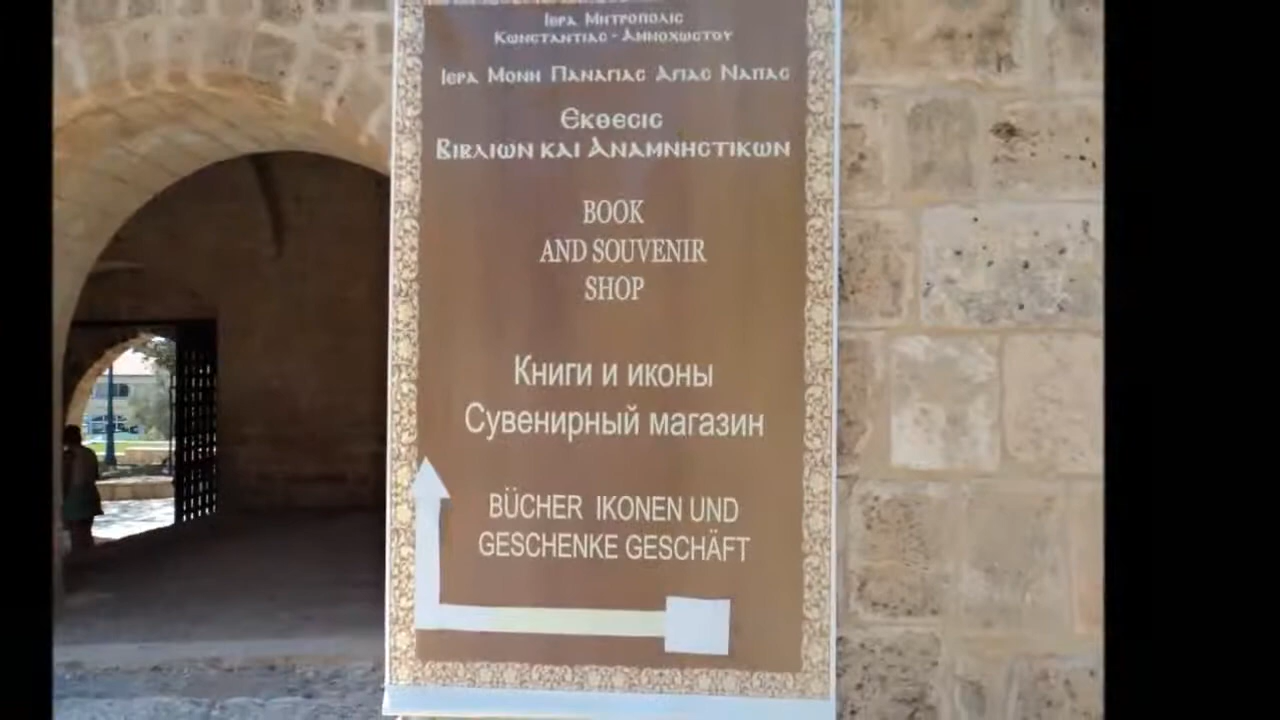 Ιερα Μητροπολις
Κωνσταντιας - Αμμοχωστου
Ιερα Μονη Παναγιας Αγιας Ναπας
Εκθεσις
Βιβλιων και Αναμνηστικων
BOOK
AND SOUVENIR
SHOP
Книги и иконы
Сувенирный магазин
BÜCHER IKONEN UND
GESCHENKE GESCHÄFT